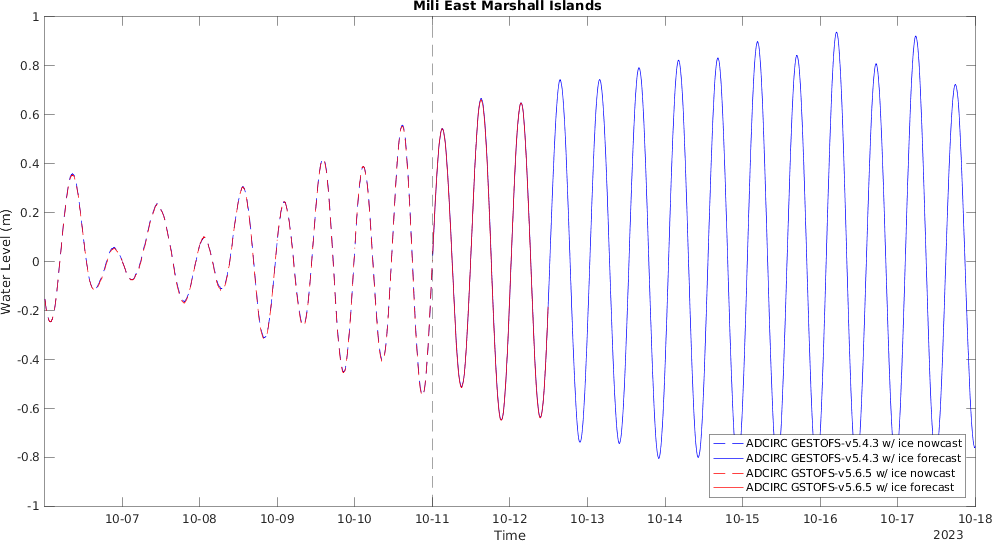 Mili East Marshall Islands
Water Level (m)
1
0.8
0.6
0.4
0.2
0
-0.2
-0.4
-0.6
-0.8
-1
ADCIRC GESTOFS-v5.4.3 w/ ice nowcast
ADCIRC GESTOFS-v5.4.3 w/ ice forecast
ADCIRC GSTOFS-v5.6.5 w/ ice nowcast
ADCIRC GSTOFS-v5.6.5 w/ ice forecast
10-07 10-08 10-09 10-10 10-11 10-12 10-13 10-14 10-15 10-16 10-17 10-18
Time
2023